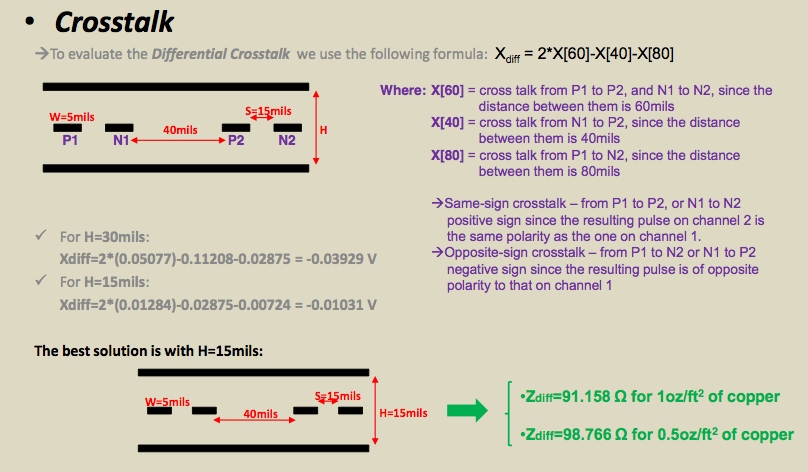 • Crosstalk
→To evaluate the Differential Crosstalk we use the following formula: Xdiff = 2*X[60]-X[40]-X[80]
W=5mils
S=15mils
40mils
H
P1
N1
P2
N2
Where: X[60] = cross talk from P1 to P2, and N1 to N2, since the
distance between them is 60mils
X[40] = cross talk from N1 to P2, since the distance
between them is 40mils
X[80] = cross talk from P1 to N2, since the distance
between them is 80mils
→Same-sign crosstalk – from P1 to P2, or N1 to N2
positive sign since the resulting pulse on channel 2 is
the same polarity as the one on channel 1.
→Opposite-sign crosstalk – from P1 to N2 or N1 to P2
negative sign since the resulting pulse is of opposite
polarity to that on channel 1
✓ For H=30mils:
Xdiff=2*(0.05077)-0.11208-0.02875 = -0.03929 V
✓ For H=15mils:
Xdiff=2*(0.01284)-0.02875-0.00724 = -0.01031 V
The best solution is with H=15mils:
W=5mils
S=15mils
40mils
H=15mils
•Zdiff=91.158 Ω for 1oz/ft² of copper
•Zdiff=98.766 Ω for 0.5oz/ft² of copper